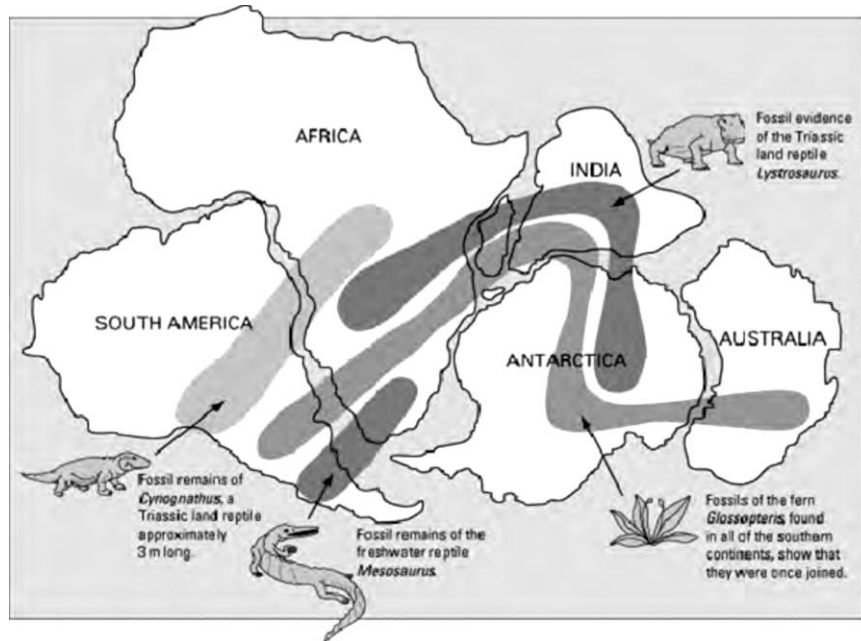 AFRICA
INDIA
Fossil evidence
of the Triassic
land reptile
Lystrosaurus.
SOUTH AMERICA
ANTARCTICA
AUSTRALIA
Fossil remains of
Cynognathus, a
Triassic land reptile
approximately
3 m long.
Fossil remains of the
freshwater reptile
Mesosaurus.
Fossils of the fern
Glossopteris, found
in all of the southern
continents, show that
they were once joined.